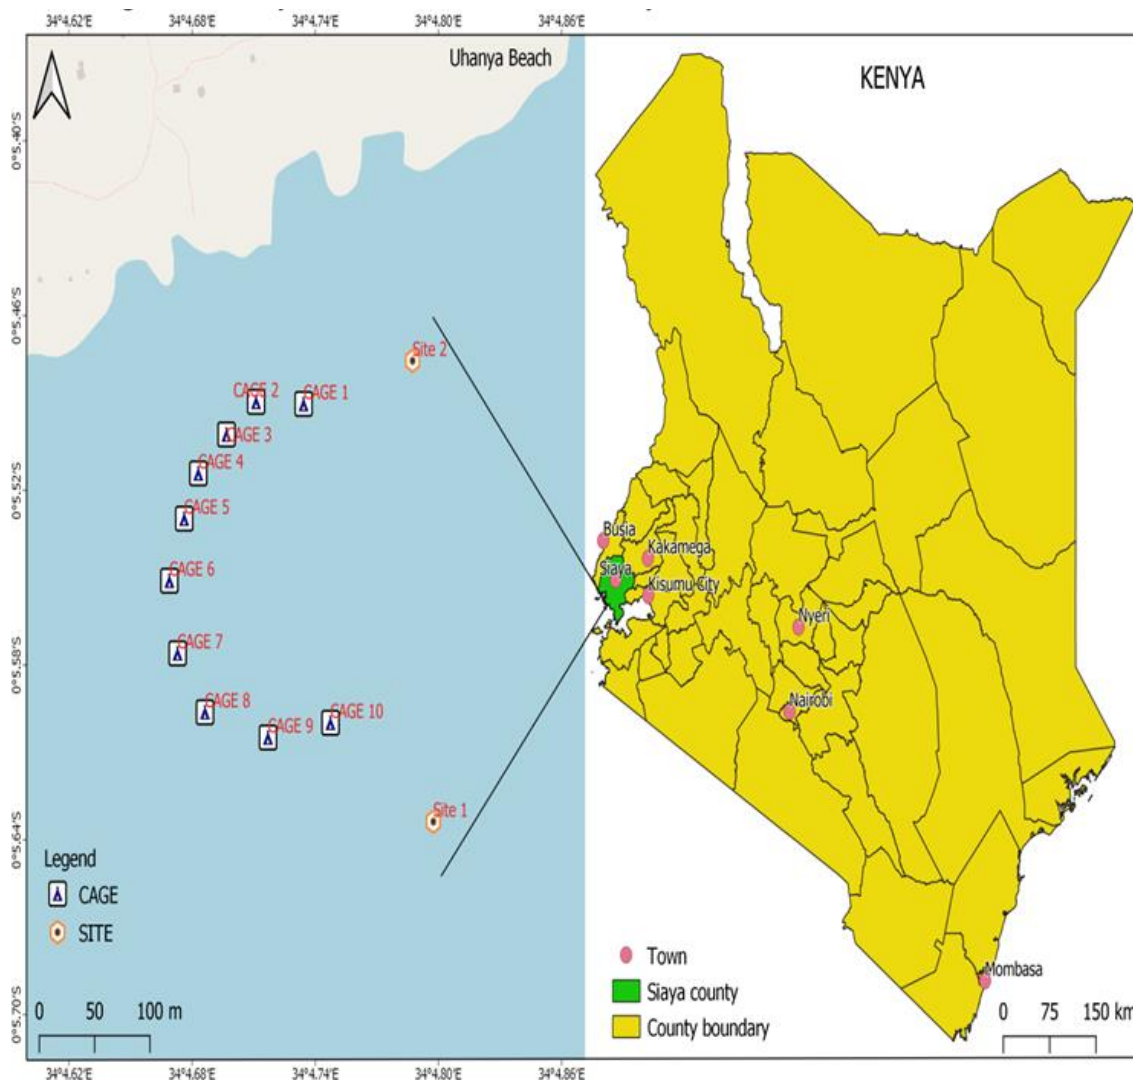 34°4.62'E 34°4.68'E 34°4.74'E 34°4.80'E 34°4.86'E
Uhanya Beach
KENYA
0°5.40'S
0°5.46'S
0°5.52'S
0°5.58'S
0°5.64'S
0°5.70'S
Site 2
CAGE 2
CAGE 1
CAGE 3
CAGE 4
CAGE 5
CAGE 6
CAGE 7
CAGE 8
CAGE 10
CAGE 9
Site 1
Busia
Kakamega
Siaya
Kisumu City
Nyeri
Nairobi
Mombasa
Legend
CAGE
SITE
0 50 100 m
Town
Siaya county
County boundary
0 75 150 km
34°4.62'E 34°4.68'E 34°4.74'E 34°4.80'E 34°4.86'E